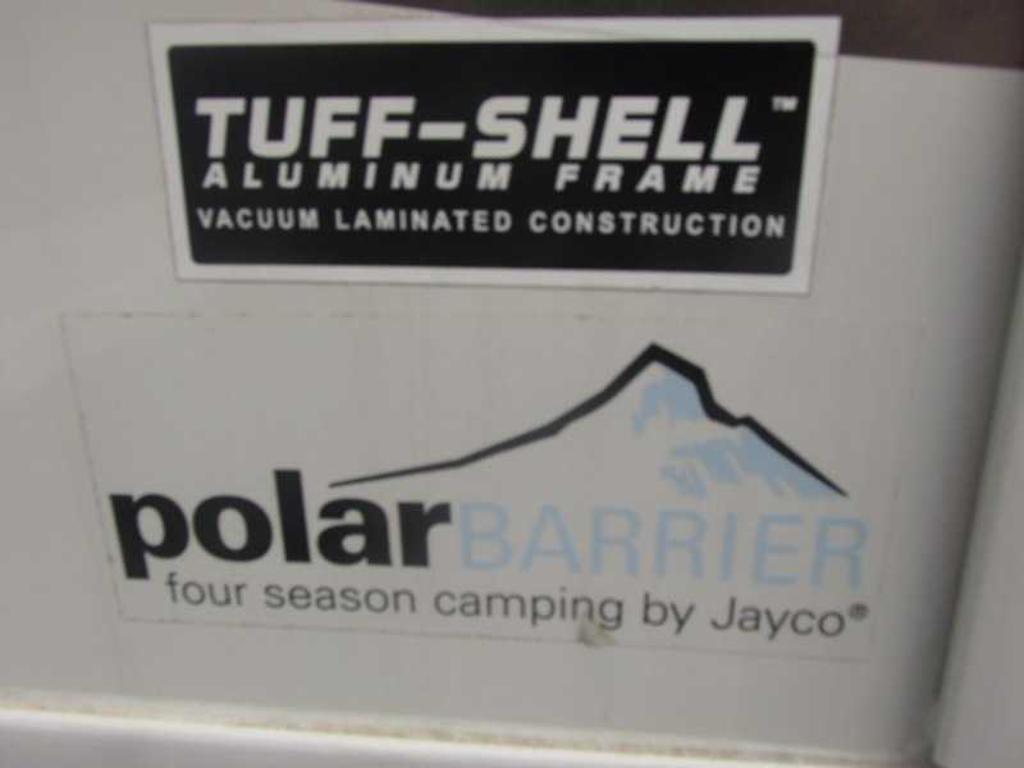 TUFF-SHELL™
ALUMINUM FRAME
VACUUM LAMINATED CONSTRUCTION
polarBARRIER
four season camping by Jayco®